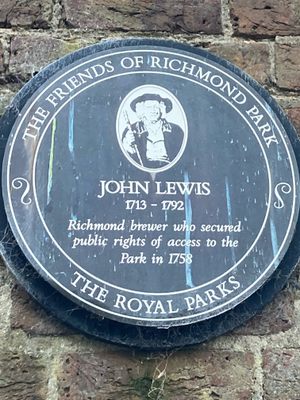 THE FRIENDS OF RICHMOND PARK
JOHN LEWIS
1713 - 1792
Richmond brewer who secured
public rights of access to the
Park in 1758
THE ROYAL PARKS